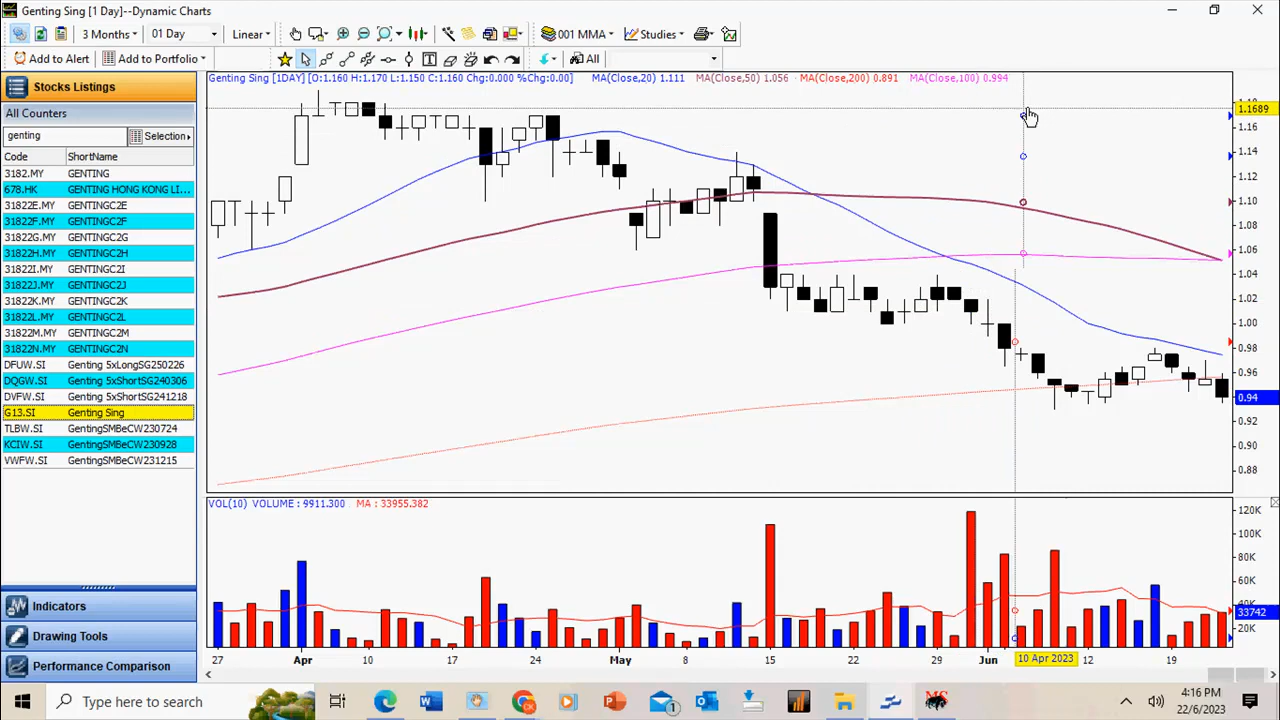 Genting Sing [1 Day]--Dynamic Charts
3 Months
01 Day
Linear
001 MMA
Studies
Add to Alert
Add to Portfolio
All
Stocks Listings
All Counters
genting
Selection
Code ShortName
3182.MY GENTING
678.HK GENTING HONG KONG LI...
31822E.MY GENTINGC2E
31822F.MY GENTINGC2F
31822G.MY GENTINGC2G
31822H.MY GENTINGC2H
31822I.MY GENTINGC2I
31822J.MY GENTINGC2J
31822K.MY GENTINGC2K
31822L.MY GENTINGC2L
31822M.MY GENTINGC2M
31822N.MY GENTINGC2N
DFUW.SI Genting 5xLongSG250226
DQGW.SI Genting 5xShortSG240306
DVFW.SI Genting 5xShortSG241218
G13.SI Genting Sing
TLBW.SI GentingSMBeCW230724
KCIW.SI GentingSMBeCW230928
VWFW.SI GentingSMBeCW231215
Indicators
Drawing Tools
Performance Comparison
Genting Sing [1DAY] [O:1.160 H:1.170 L:1.150 C:1.160 Chg:0.000 %Chg:0.00] MA(Close,20) 1.111 MA(Close,50) 1.056 MA(Close,200) 0.891 MA(Close,100) 0.994
1.1689
1.16
1.14
1.12
1.10
1.08
1.06
1.04
1.02
1.00
0.98
0.96
0.94
0.92
0.90
0.88
VOL(10) VOLUME : 9911.300 MA : 33955.382
120K
100K
80K
60K
33742
20K
27 Apr 10 17 24 May 8 15 22 29 Jun 10 Apr 2023 12 19
Type here to search
1
MS
4:16 PM
22/6/2023